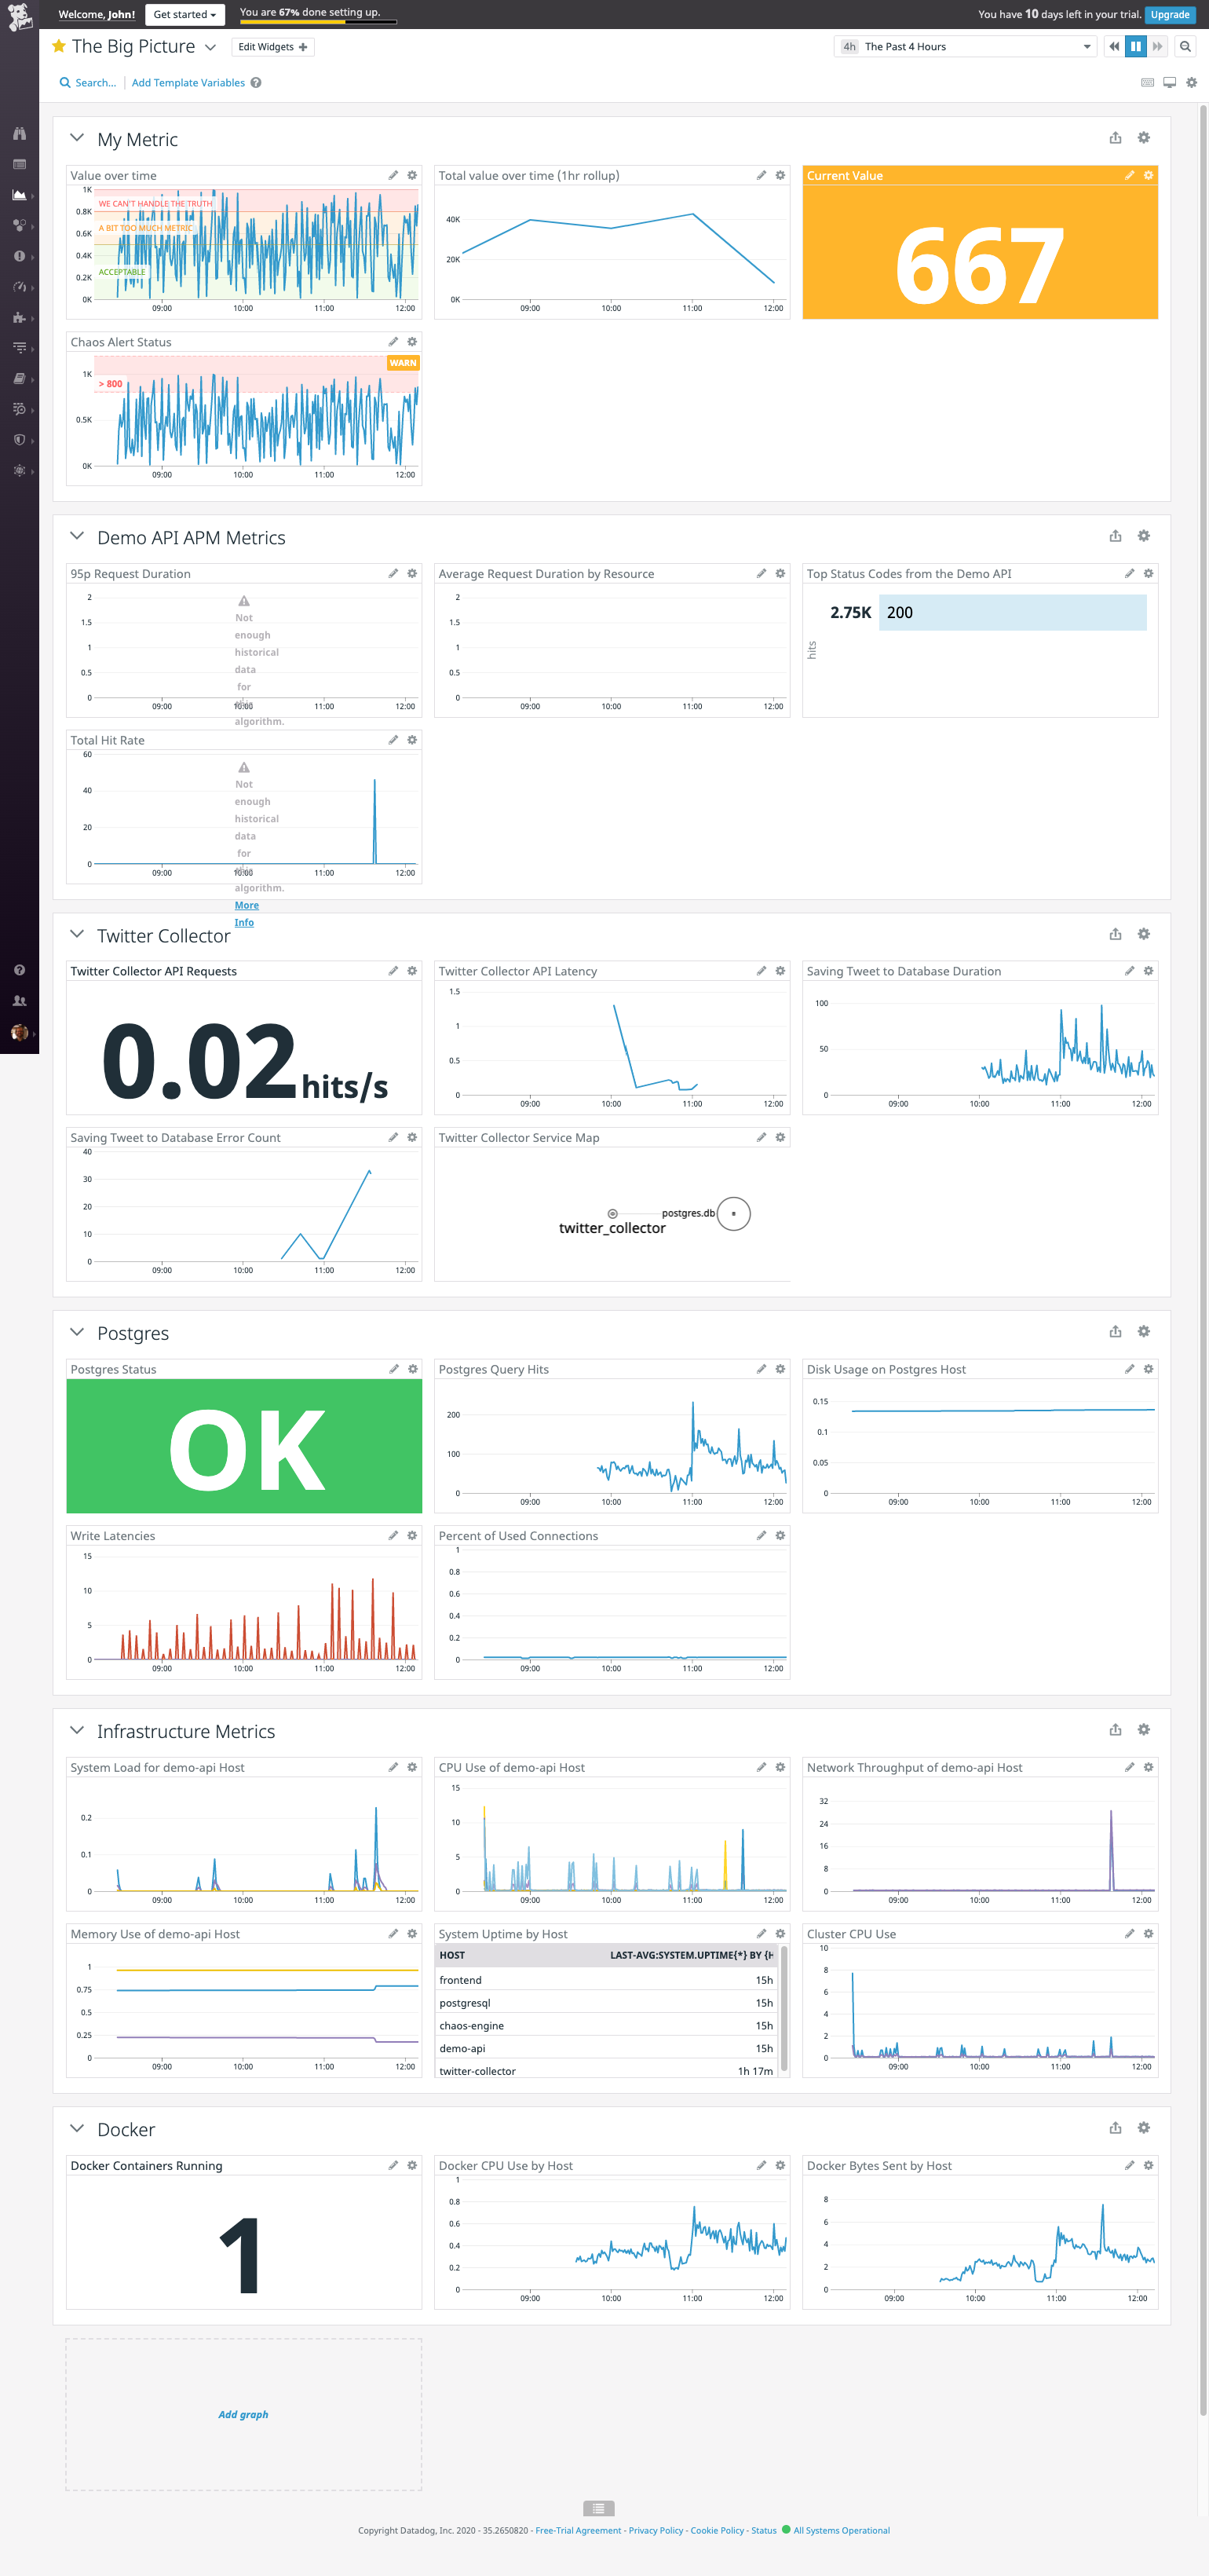 Welcome, John!
Get started
You are 67% done setting up.
You have 10 days left in your trial.
Upgrade
The Big Picture
Edit Widgets
4h The Past 4 Hours
Search...
Add Template Variables
My Metric
Value over time
1K
0.8K
0.6K
0.4K
0.2K
0K
WE CAN'T HANDLE THE TRUTH
A BIT TOO MUCH METRIC
ACCEPTABLE
09:00 10:00 11:00 12:00
Total value over time (1hr rollup)
40K
20K
0K
09:00 10:00 11:00 12:00
Current Value
667
Chaos Alert Status
WARN
1K
> 800
0.5K
0K
09:00 10:00 11:00 12:00
Demo API APM Metrics
95p Request Duration
2
1.5
1
0.5
0
Not
enough
historical
data
for
algorithm.
09:00 10:00 11:00 12:00
Average Request Duration by Resource
2
1.5
1
0.5
0
09:00 10:00 11:00 12:00
Top Status Codes from the Demo API
2.75K 200
hits
Total Hit Rate
60
40
20
0
Not
enough
historical
data
for
algorithm.
More
Info
09:00 10:00 11:00 12:00
Twitter Collector
Twitter Collector API Requests
0.02 hits/s
Twitter Collector API Latency
1.5
1
0.5
0
09:00 10:00 11:00 12:00
Saving Tweet to Database Duration
100
50
0
09:00 10:00 11:00 12:00
Saving Tweet to Database Error Count
40
30
20
10
0
09:00 10:00 11:00 12:00
Twitter Collector Service Map
postgres.db
twitter_collector
Postgres
Postgres Status
OK
Postgres Query Hits
200
100
0
09:00 10:00 11:00 12:00
Disk Usage on Postgres Host
0.15
0.1
0.05
0
09:00 10:00 11:00 12:00
Write Latencies
15
10
5
0
09:00 10:00 11:00 12:00
Percent of Used Connections
1
0.8
0.6
0.4
0.2
0
09:00 10:00 11:00 12:00
Infrastructure Metrics
System Load for demo-api Host
0.2
0.1
0
09:00 10:00 11:00 12:00
CPU Use of demo-api Host
15
10
5
0
09:00 10:00 11:00 12:00
Network Throughput of demo-api Host
32
24
16
8
0
09:00 10:00 11:00 12:00
Memory Use of demo-api Host
1
0.75
0.5
0.25
0
09:00 10:00 11:00 12:00
System Uptime by Host
HOST LAST-AVG:SYSTEM.UPTIME{*} BY {H
frontend 15h
postgresql 15h
chaos-engine 15h
demo-api 15h
twitter-collector 1h 17m
Cluster CPU Use
10
8
6
4
2
0
09:00 10:00 11:00 12:00
Docker
Docker Containers Running
1
Docker CPU Use by Host
1
0.8
0.6
0.4
0.2
0
09:00 10:00 11:00 12:00
Docker Bytes Sent by Host
8
6
4
2
0
09:00 10:00 11:00 12:00
Add graph
Copyright Datadog, Inc. 2020 - 35.2650820 - Free-Trial Agreement - Privacy Policy - Cookie Policy - Status All Systems Operational